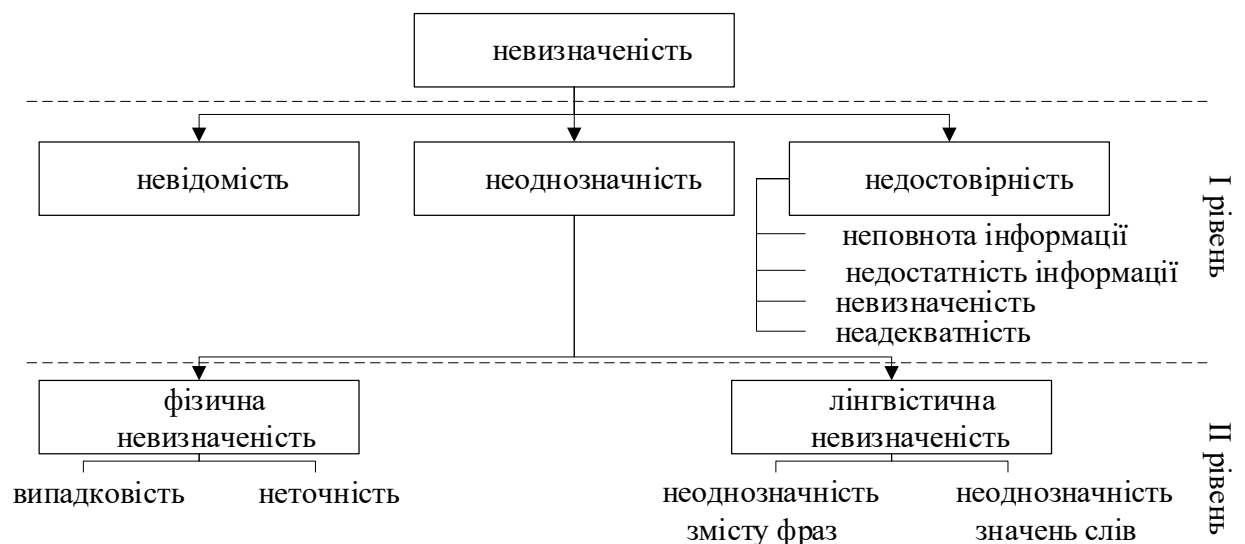 невизначеність
невідомість
неоднозначність
недостовірність
неповнота інформації
недостатність інформації
невизначеність
неадекватність
І рівень
фізична
невизначеність
лінгвістична
невизначеність
випадковість
неточність
неоднозначність
змісту фраз
неоднозначність
значень слів
ІІ рівень